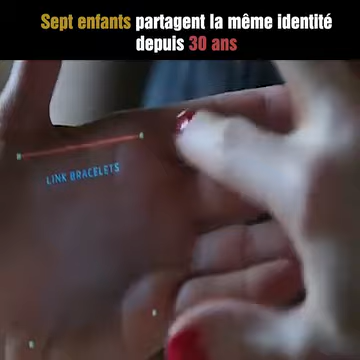 Sept enfants partagent la même identité
depuis 30 ans
LINK BRACELETS